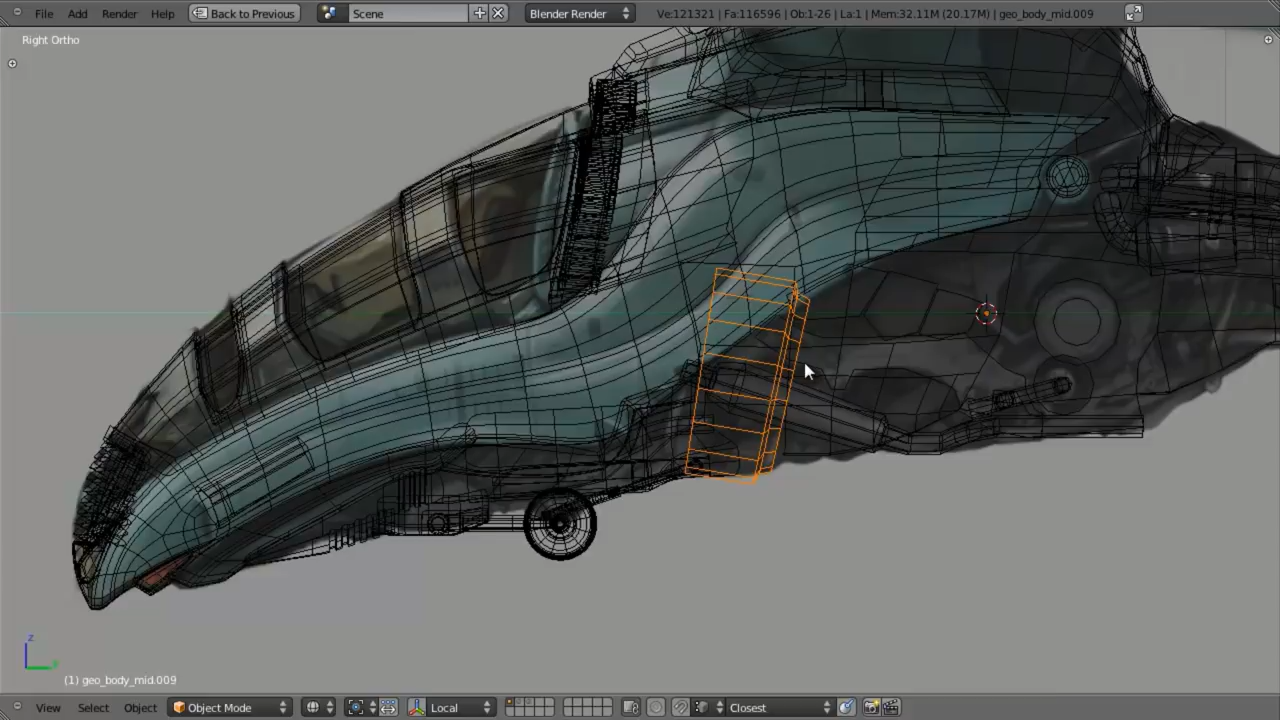 File Add Render Help Back to Previous Scene Blender Render Ve:121321 | Fa:116596 | Ob:1-26 | La:1 | Mem:32.11M (20.17M) | geo_body_mid.009
Right Ortho
z
(1) geo_body_mid.009
View Select Object Object Mode Local Closest